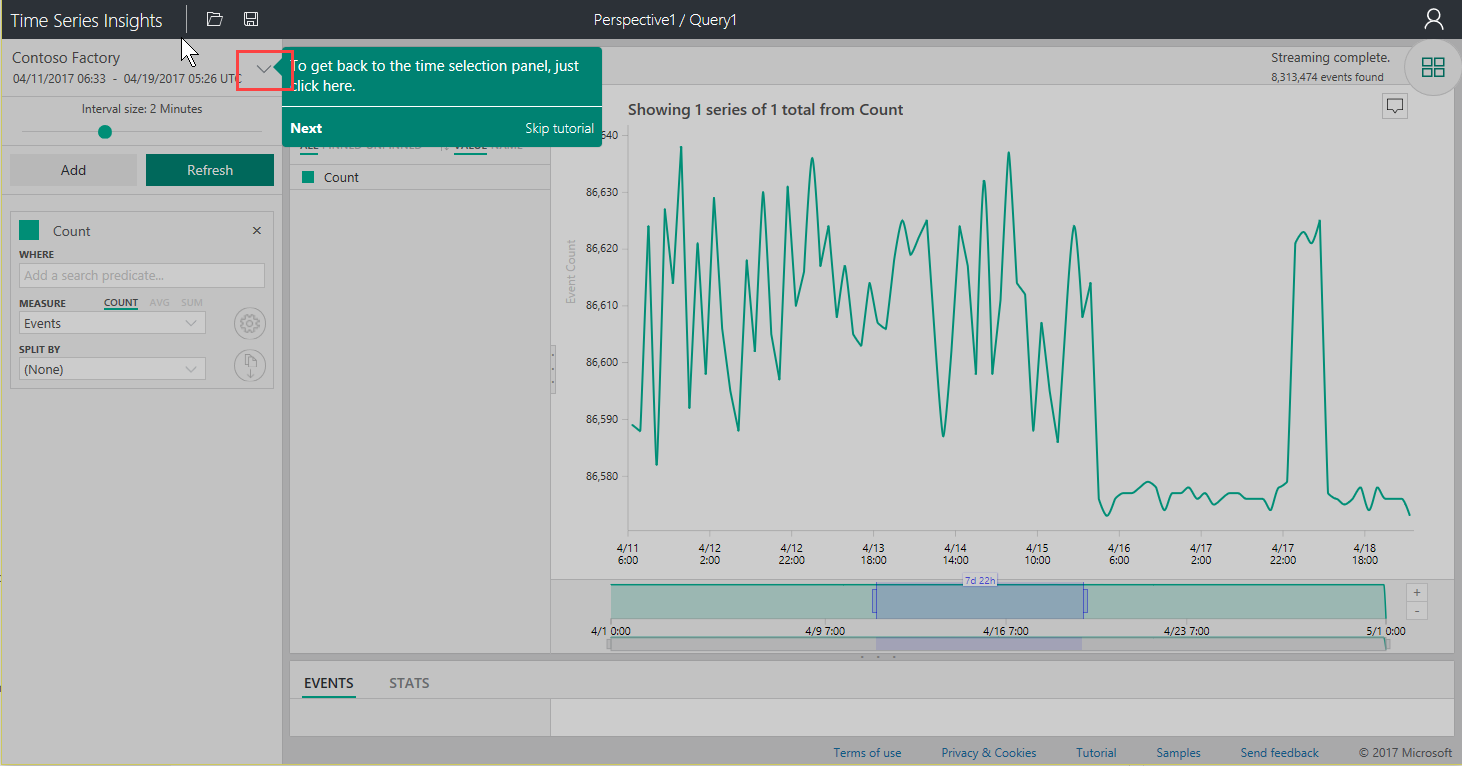 Time Series Insights
Perspective1 / Query1
Contoso Factory
04/11/2017 06:33 - 04/19/2017 05:26 UTC
To get back to the time selection panel, just
click here.
Next
Skip tutorial
Streaming complete.
8,313,474 events found
Interval size: 2 Minutes
Add
Refresh
Count
×
WHERE
Add a search predicate...
MEASURE
COUNT
AVG
SUM
Events
SPLIT BY
(None)
ALL PINNED UNPINNED
VALUE NAME
Count
Showing 1 series of 1 total from Count
Event Count
640
86,630
86,620
86,610
86,600
86,590
86,580
4/11 4/12 4/12 4/13 4/14 4/15 4/16 4/17 4/17 4/18
6:00 2:00 22:00 18:00 14:00 10:00 6:00 2:00 22:00 18:00
7d 22h
+
-
4/1 0:00 4/9 7:00 4/16 7:00 4/23 7:00 5/1 0:00
EVENTS
STATS
Terms of use Privacy & Cookies Tutorial Samples Send feedback © 2017 Microsoft